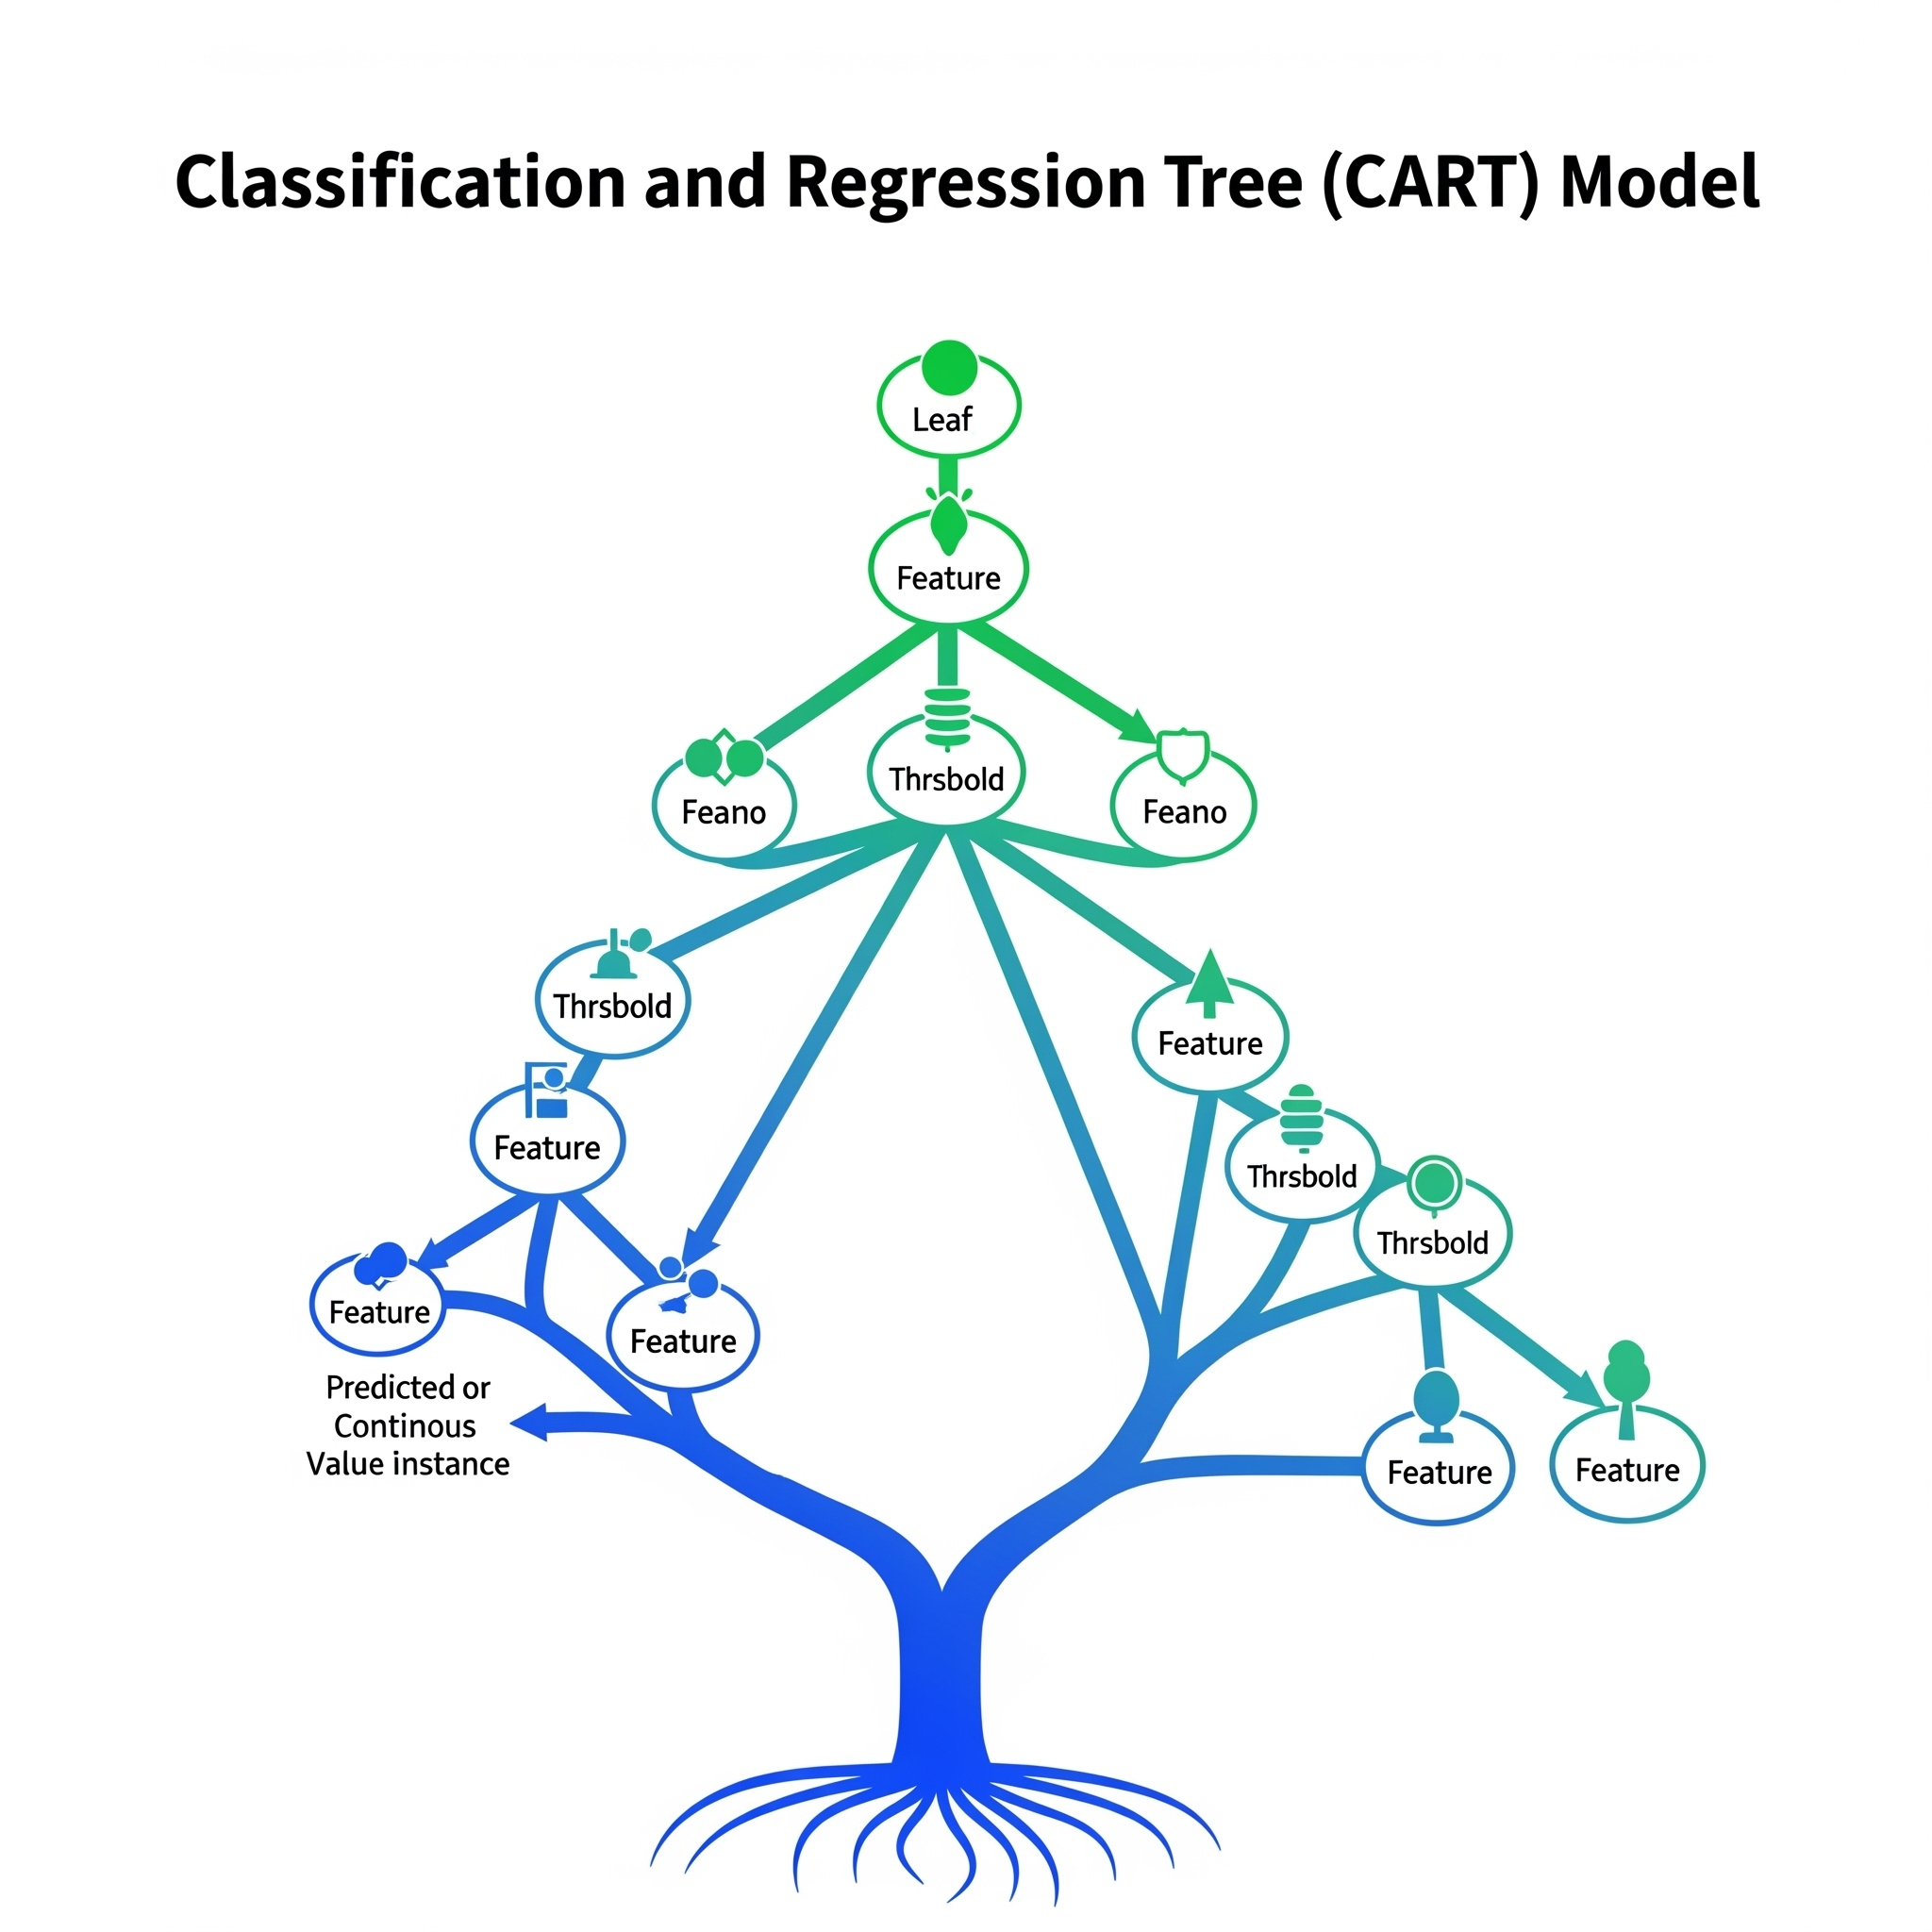 Classification and Regression Tree (CART) Model
Leaf
Feature
Feano
Thrsbold
Feano
Thrsbold
Feature
Feature
Thrsbold
Thrsbold
Feature
Feature
Predicted or
Continous
Value instance
Feature
Feature